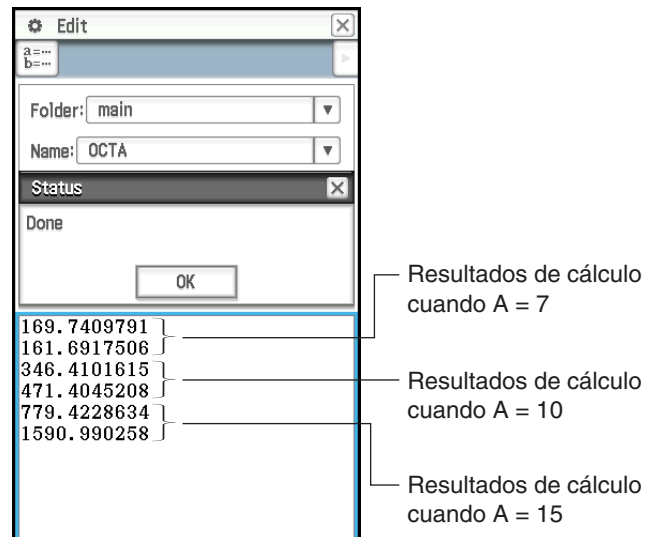 Edit
a=...
b=...
Folder: main
Name: OCTA
Status
Done
OK
169.7409791
161.6917506
346.4101615
471.4045208
779.4228634
1590.990258
Resultados de cálculo
cuando A = 7
Resultados de cálculo
cuando A = 10
Resultados de cálculo
cuando A = 15